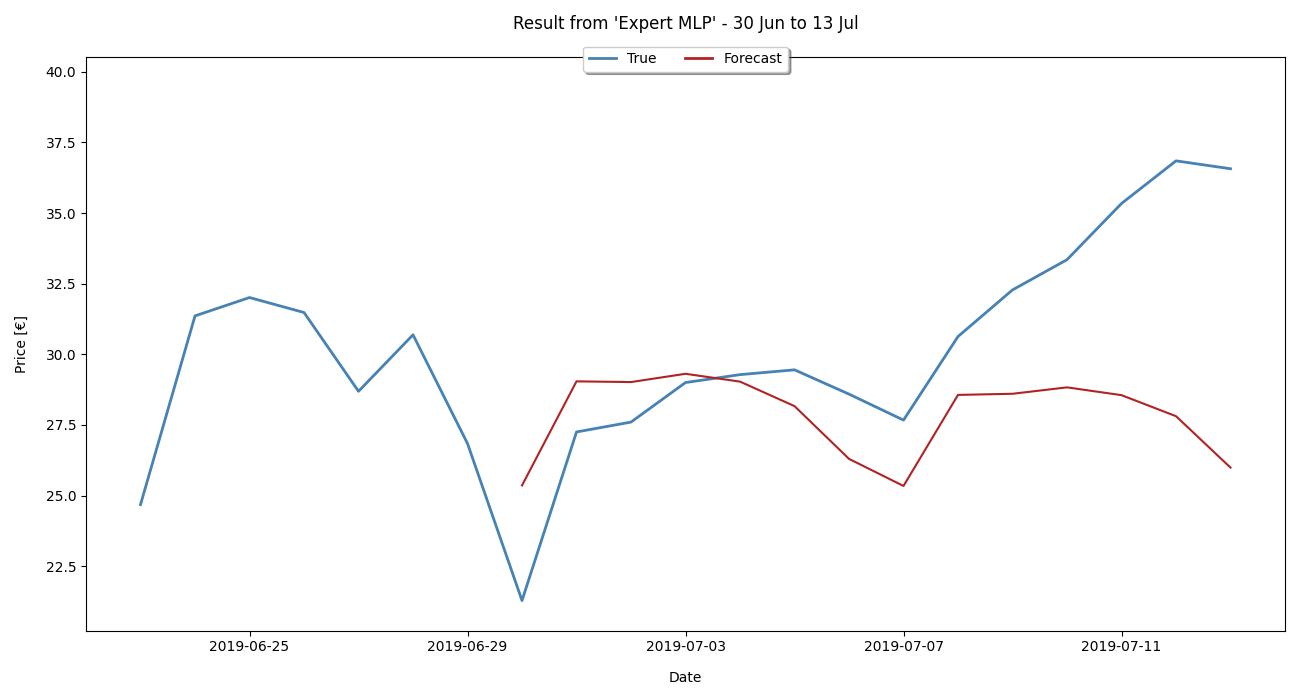 Result from 'Expert MLP' - 30 Jun to 13 Jul
True Forecast
40.0
37.5
35.0
32.5
30.0
27.5
25.0
22.5
Price [€]
2019-06-25 2019-06-29 2019-07-03 2019-07-07 2019-07-11
Date